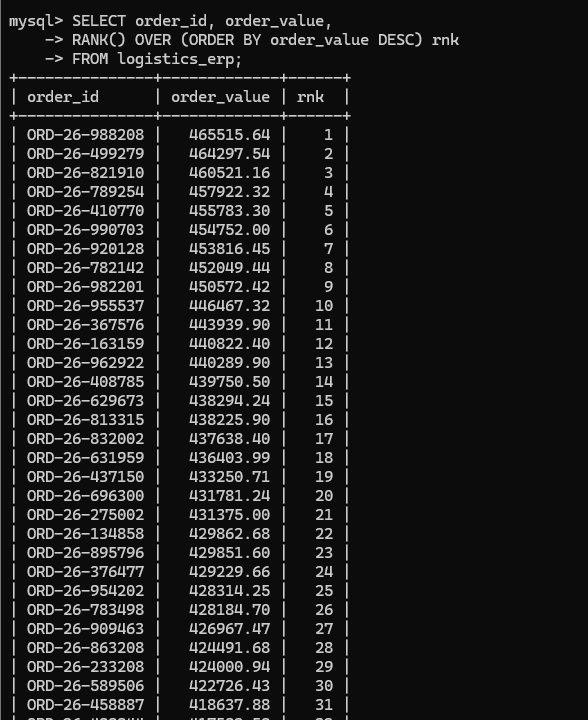 mysql> SELECT order_id, order_value,
    -> RANK() OVER (ORDER BY order_value DESC) rnk
    -> FROM logistics_erp;
+---------------+-------------+------+
| order_id      | order_value | rnk  |
+---------------+-------------+------+
| ORD-26-988208 |   465515.64 |    1 |
| ORD-26-499279 |   464297.54 |    2 |
| ORD-26-821910 |   460521.16 |    3 |
| ORD-26-789254 |   457922.32 |    4 |
| ORD-26-410770 |   455783.30 |    5 |
| ORD-26-990703 |   454752.00 |    6 |
| ORD-26-920128 |   453816.45 |    7 |
| ORD-26-782142 |   452049.44 |    8 |
| ORD-26-982201 |   450572.42 |    9 |
| ORD-26-955537 |   446467.32 |   10 |
| ORD-26-367576 |   443939.90 |   11 |
| ORD-26-163159 |   440822.40 |   12 |
| ORD-26-962922 |   440289.90 |   13 |
| ORD-26-408785 |   439750.50 |   14 |
| ORD-26-629673 |   438294.24 |   15 |
| ORD-26-813315 |   438225.90 |   16 |
| ORD-26-832002 |   437638.40 |   17 |
| ORD-26-631959 |   436403.99 |   18 |
| ORD-26-437150 |   433250.71 |   19 |
| ORD-26-696300 |   431781.24 |   20 |
| ORD-26-275002 |   431375.00 |   21 |
| ORD-26-134858 |   429862.68 |   22 |
| ORD-26-895796 |   429851.60 |   23 |
| ORD-26-376477 |   429229.66 |   24 |
| ORD-26-954202 |   428314.25 |   25 |
| ORD-26-783498 |   428184.70 |   26 |
| ORD-26-909463 |   426967.47 |   27 |
| ORD-26-863208 |   424491.68 |   28 |
| ORD-26-233208 |   424000.94 |   29 |
| ORD-26-589506 |   422726.43 |   30 |
| ORD-26-458887 |   418637.88 |   31 |